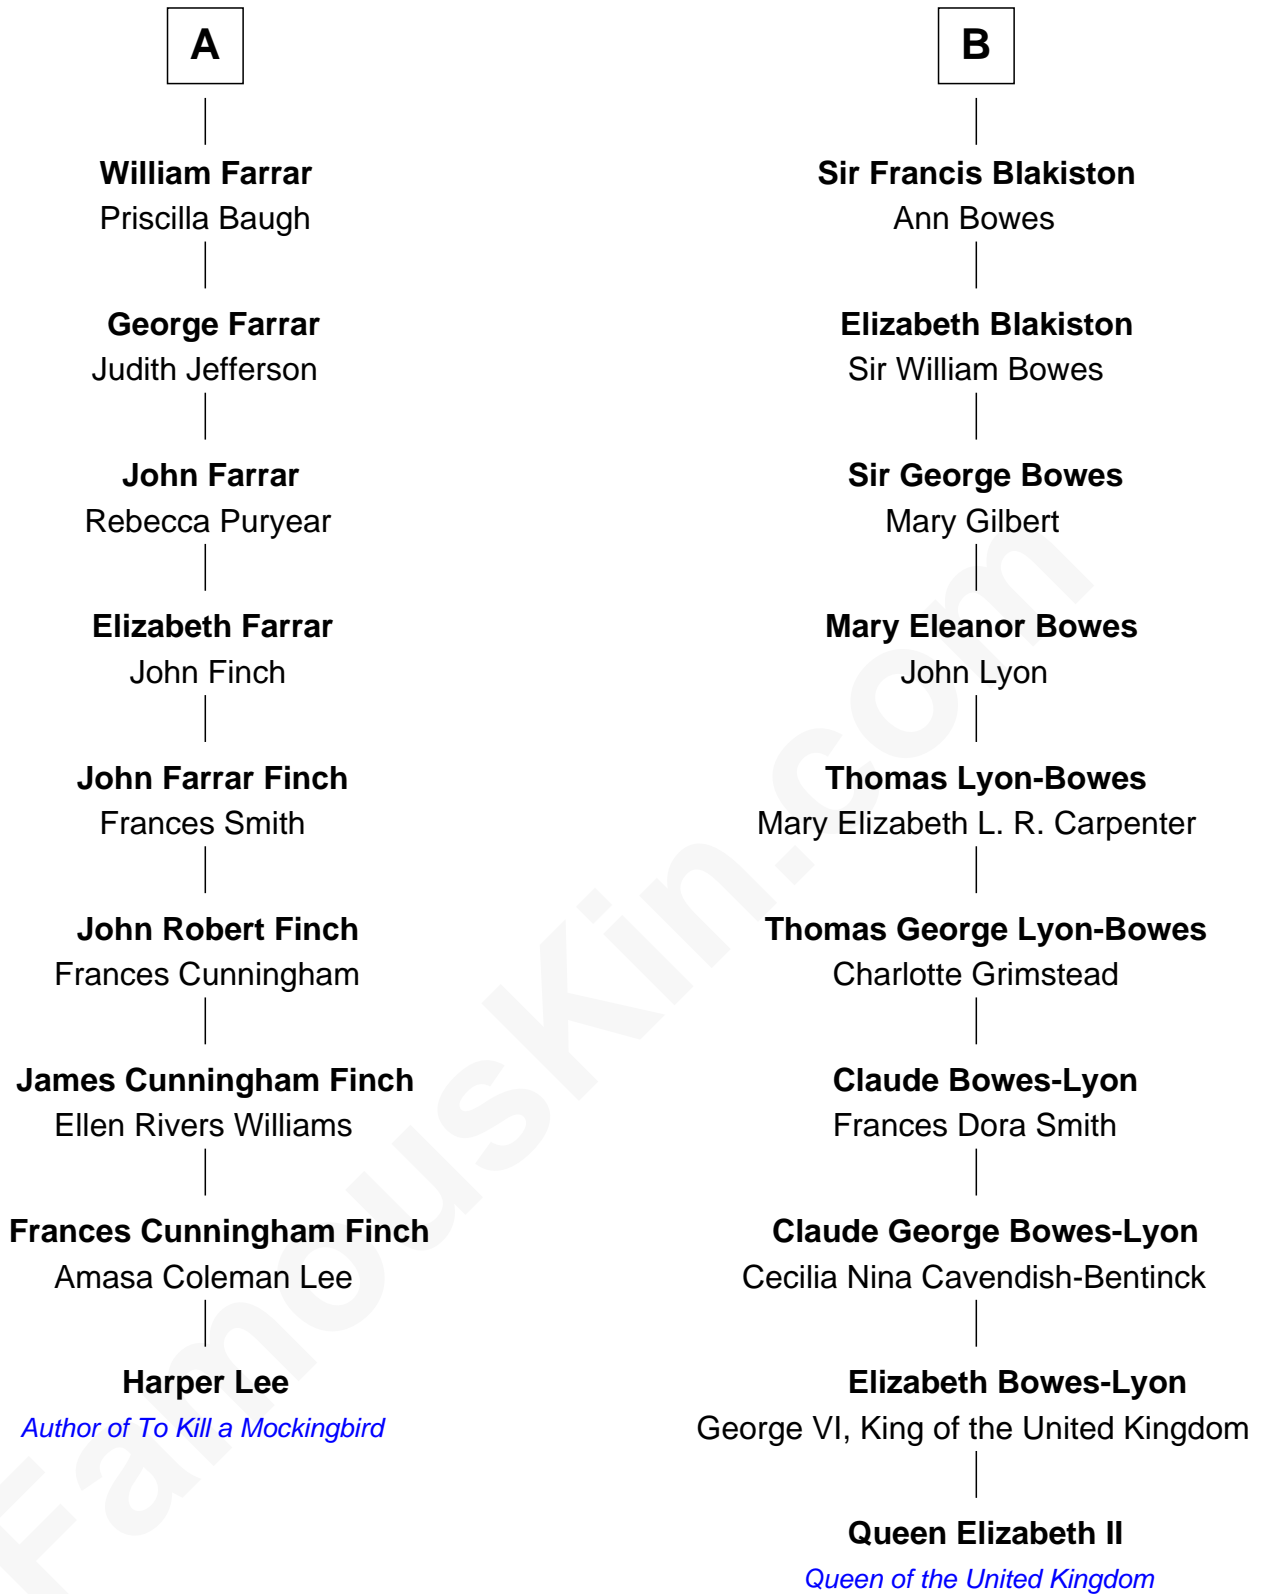 A
William Farrar
Priscilla Baugh
George Farrar
Judith Jefferson
John Farrar
Rebecca Puryear
Elizabeth Farrar
John Finch
John Farrar Finch
Frances Smith
John Robert Finch
Frances Cunningham
James Cunningham Finch
Ellen Rivers Williams
Frances Cunningham Finch
Amasa Coleman Lee
Harper Lee
Author of To Kill a Mockingbird
B
Sir Francis Blakiston
Ann Bowes
Elizabeth Blakiston
Sir William Bowes
Sir George Bowes
Mary Gilbert
Mary Eleanor Bowes
John Lyon
Thomas Lyon-Bowes
Mary Elizabeth L. R. Carpenter
Thomas George Lyon-Bowes
Charlotte Grimstead
Claude Bowes-Lyon
Frances Dora Smith
Claude George Bowes-Lyon
Cecilia Nina Cavendish-Bentinck
Elizabeth Bowes-Lyon
George VI, King of the United Kingdom
Queen Elizabeth II
Queen of the United Kingdom
FamousKin.com